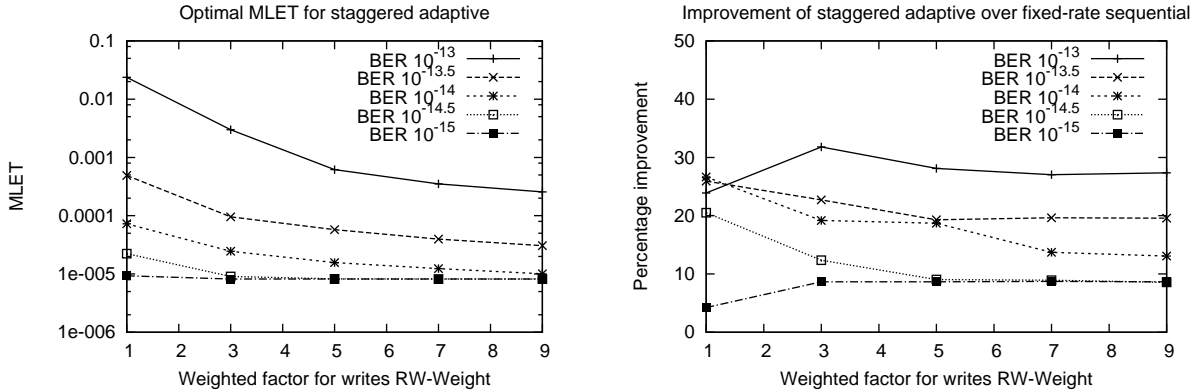 Optimal MLET for staggered adaptive
MLET
0.1
0.01
0.001
0.0001
1e-005
1e-006
1 2 3 4 5 6 7 8 9
Weighted factor for writes RW-Weight
BER 10^-13
BER 10^-13.5
BER 10^-14
BER 10^-14.5
BER 10^-15
Improvement of staggered adaptive over fixed-rate sequential
Percentage improvement
50
40
30
20
10
0
1 2 3 4 5 6 7 8 9
Weighted factor for writes RW-Weight
BER 10^-13
BER 10^-13.5
BER 10^-14
BER 10^-14.5
BER 10^-15